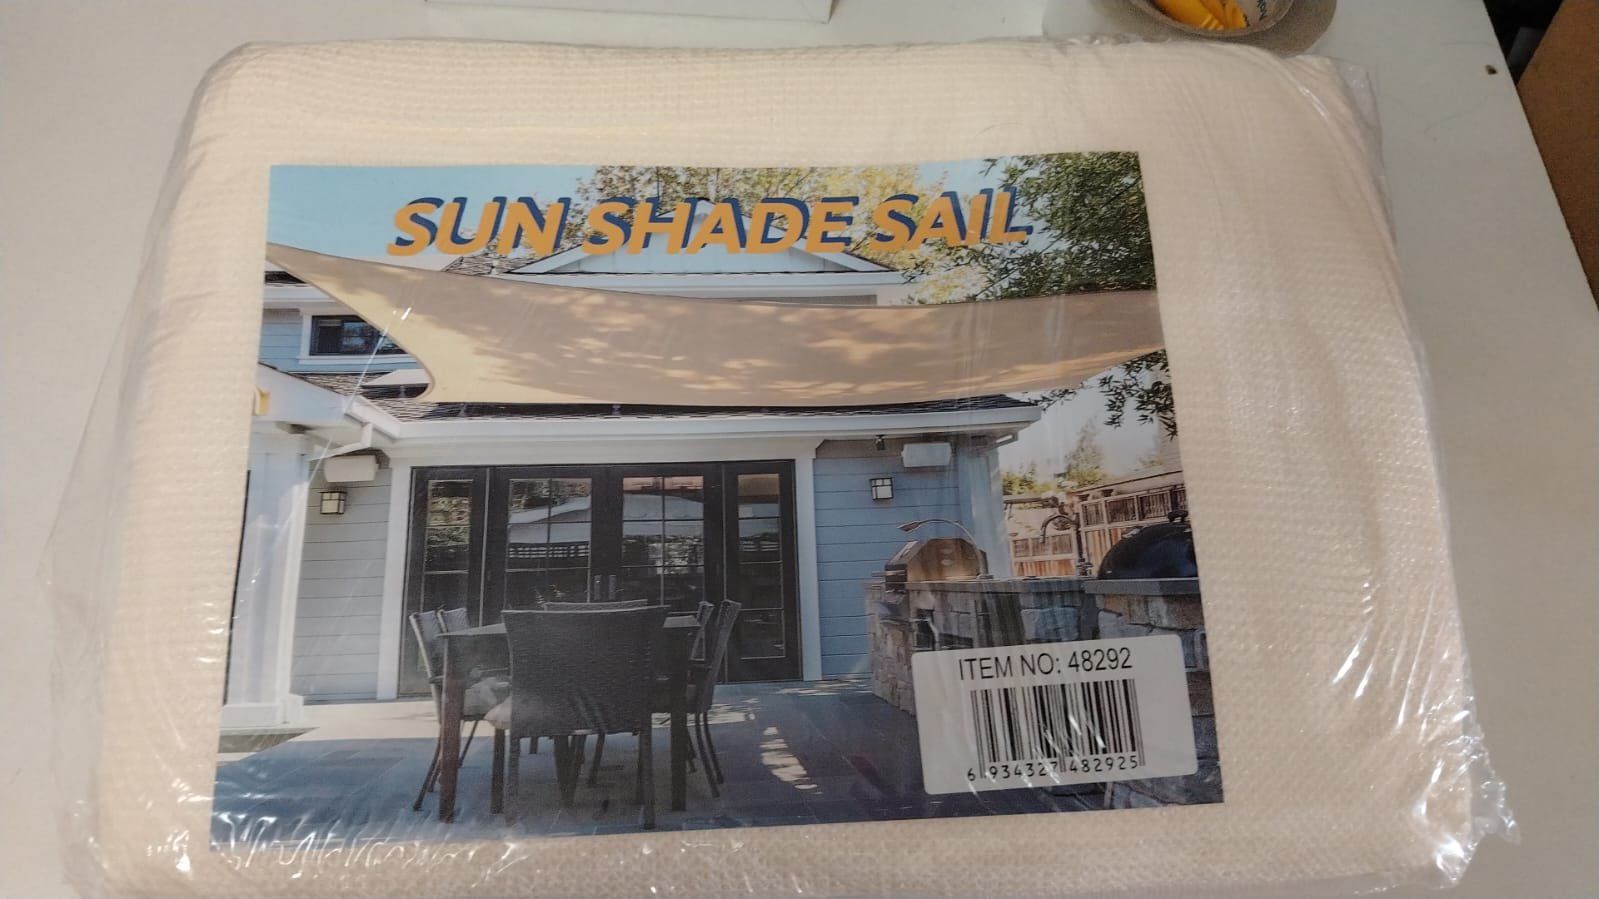 SUN SHADE SAIL
ITEM NO: 48292
6 934327 482925